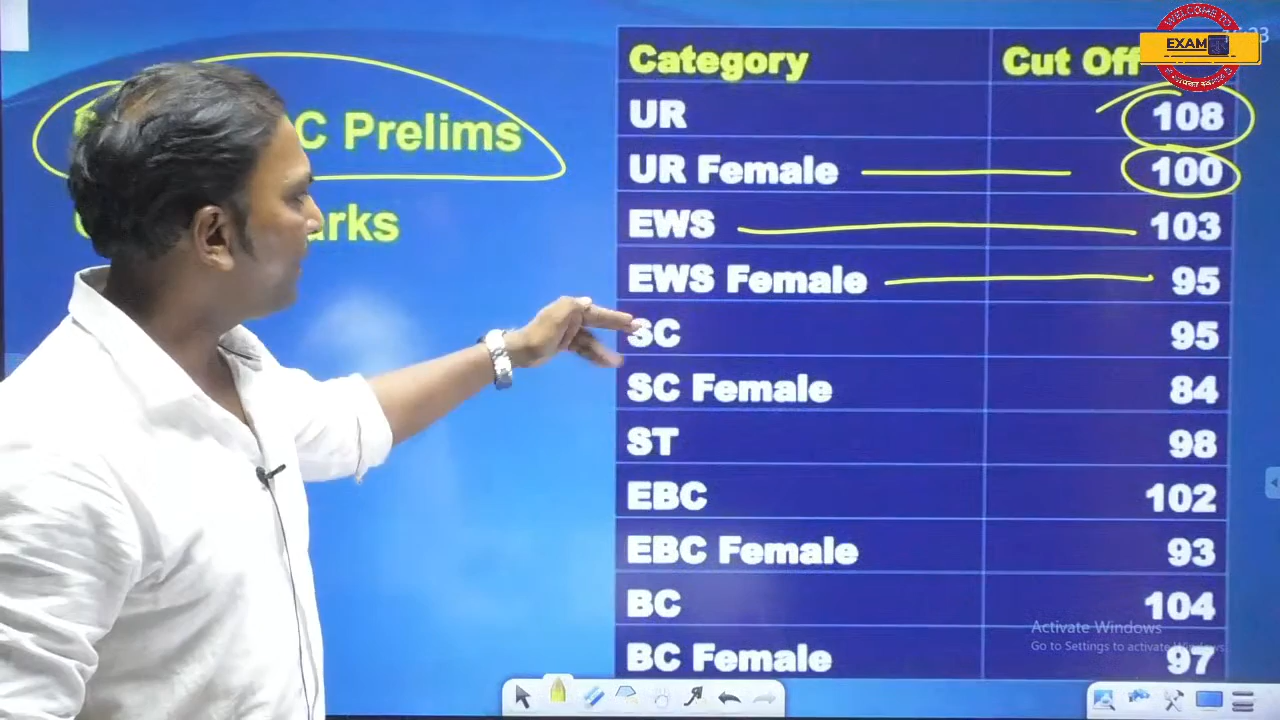 C Prelims
arks
Category Cut Off
UR 108
UR Female 100
EWS 103
EWS Female 95
SC 95
SC Female 84
ST 98
EBC 102
EBC Female 93
BC 104
BC Female 97
WELCOME TO
EXAM
Activate Windows
Go to Settings to activate Windows.